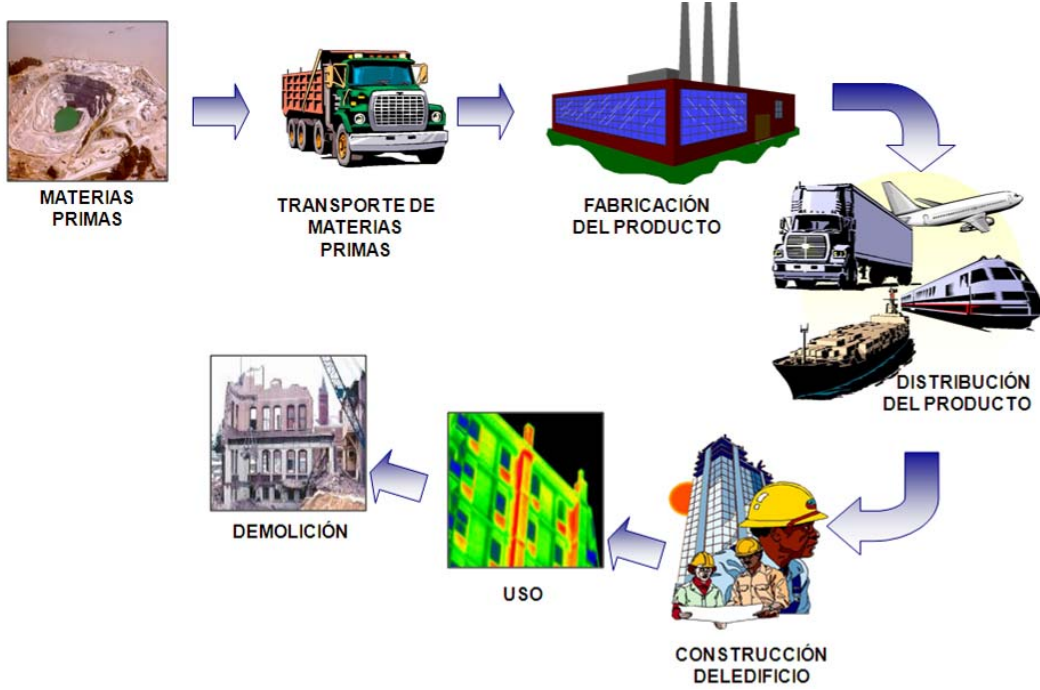 MATERIAS
PRIMAS
TRANSPORTE DE
MATERIAS
PRIMAS
FABRICACIÓN
DEL PRODUCTO
DISTRIBUCIÓN
DEL PRODUCTO
CONSTRUCCIÓN
DELEDIFICIO
USO
DEMOLICIÓN